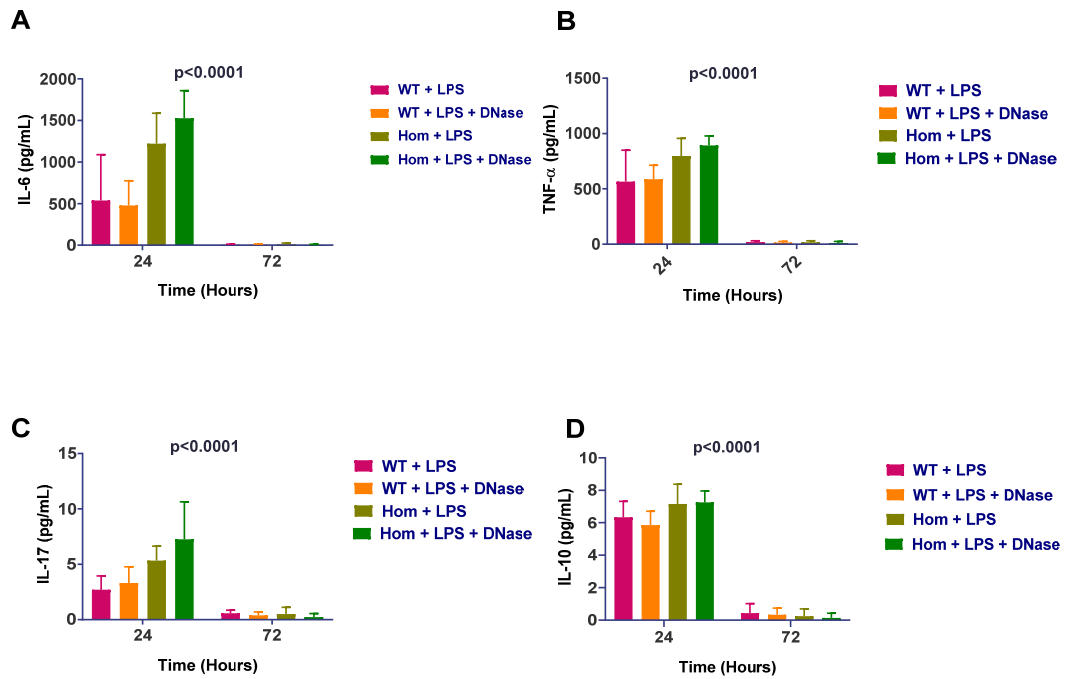 A
p<0.0001
2000
1500
1000
500
0
IL-6 (pg/mL)
24
72
Time (Hours)
WT + LPS
WT + LPS + DNase
Hom + LPS
Hom + LPS + DNase
B
p<0.0001
1500
1000
500
0
TNF-α (pg/mL)
24
72
Time (Hours)
WT + LPS
WT + LPS + DNase
Hom + LPS
Hom + LPS + DNase
C
p<0.0001
15
10
5
0
IL-17 (pg/mL)
24
72
Time (Hours)
WT + LPS
WT + LPS + DNase
Hom + LPS
Hom + LPS + DNase
D
p<0.0001
10
8
6
4
2
0
IL-10 (pg/mL)
24
72
Time (Hours)
WT + LPS
WT + LPS + DNase
Hom + LPS
Hom + LPS + DNase